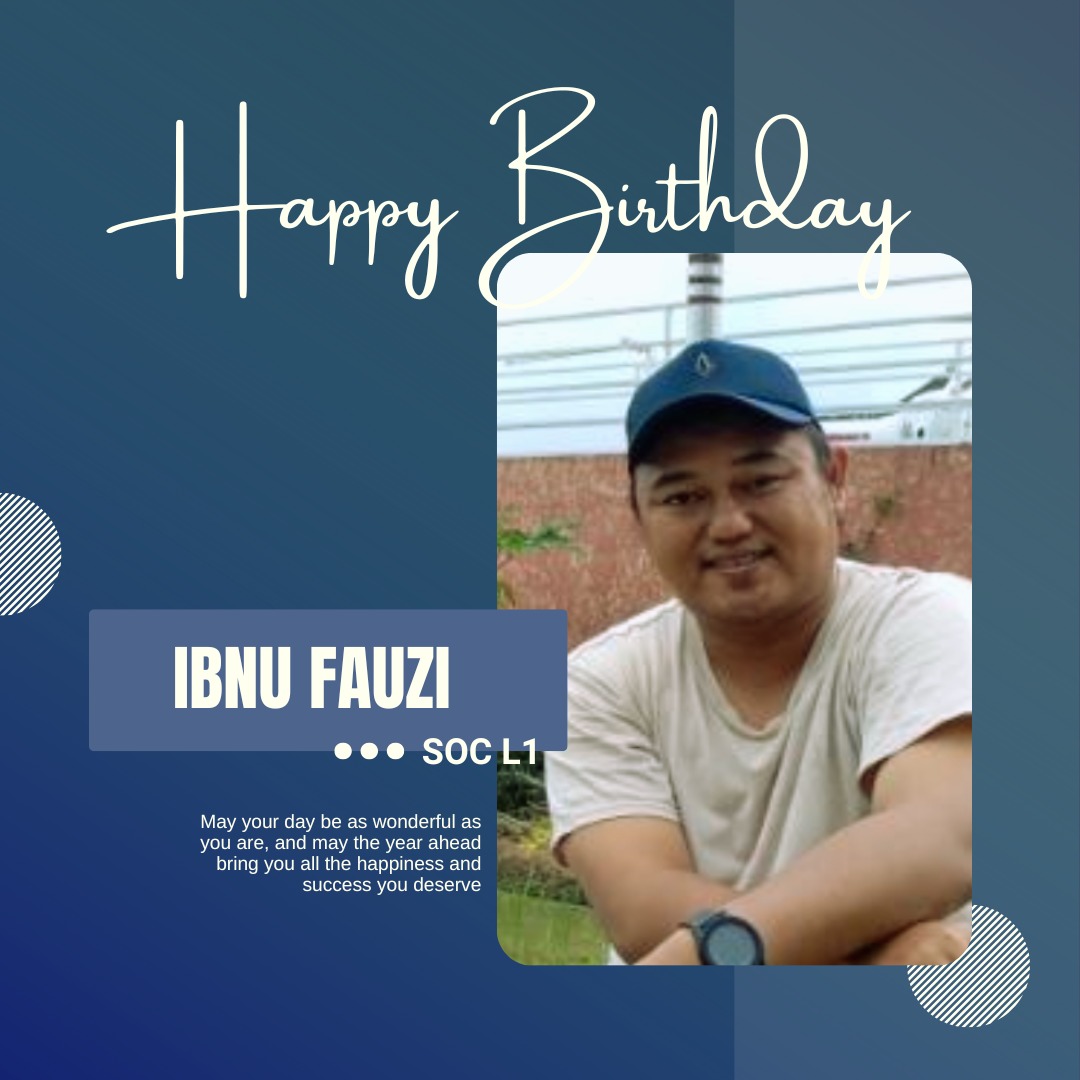 Happy Birthday
IBNU FAUZI
SOC L1
May your day be as wonderful as
you are, and may the year ahead
bring you all the happiness and
success you deserve